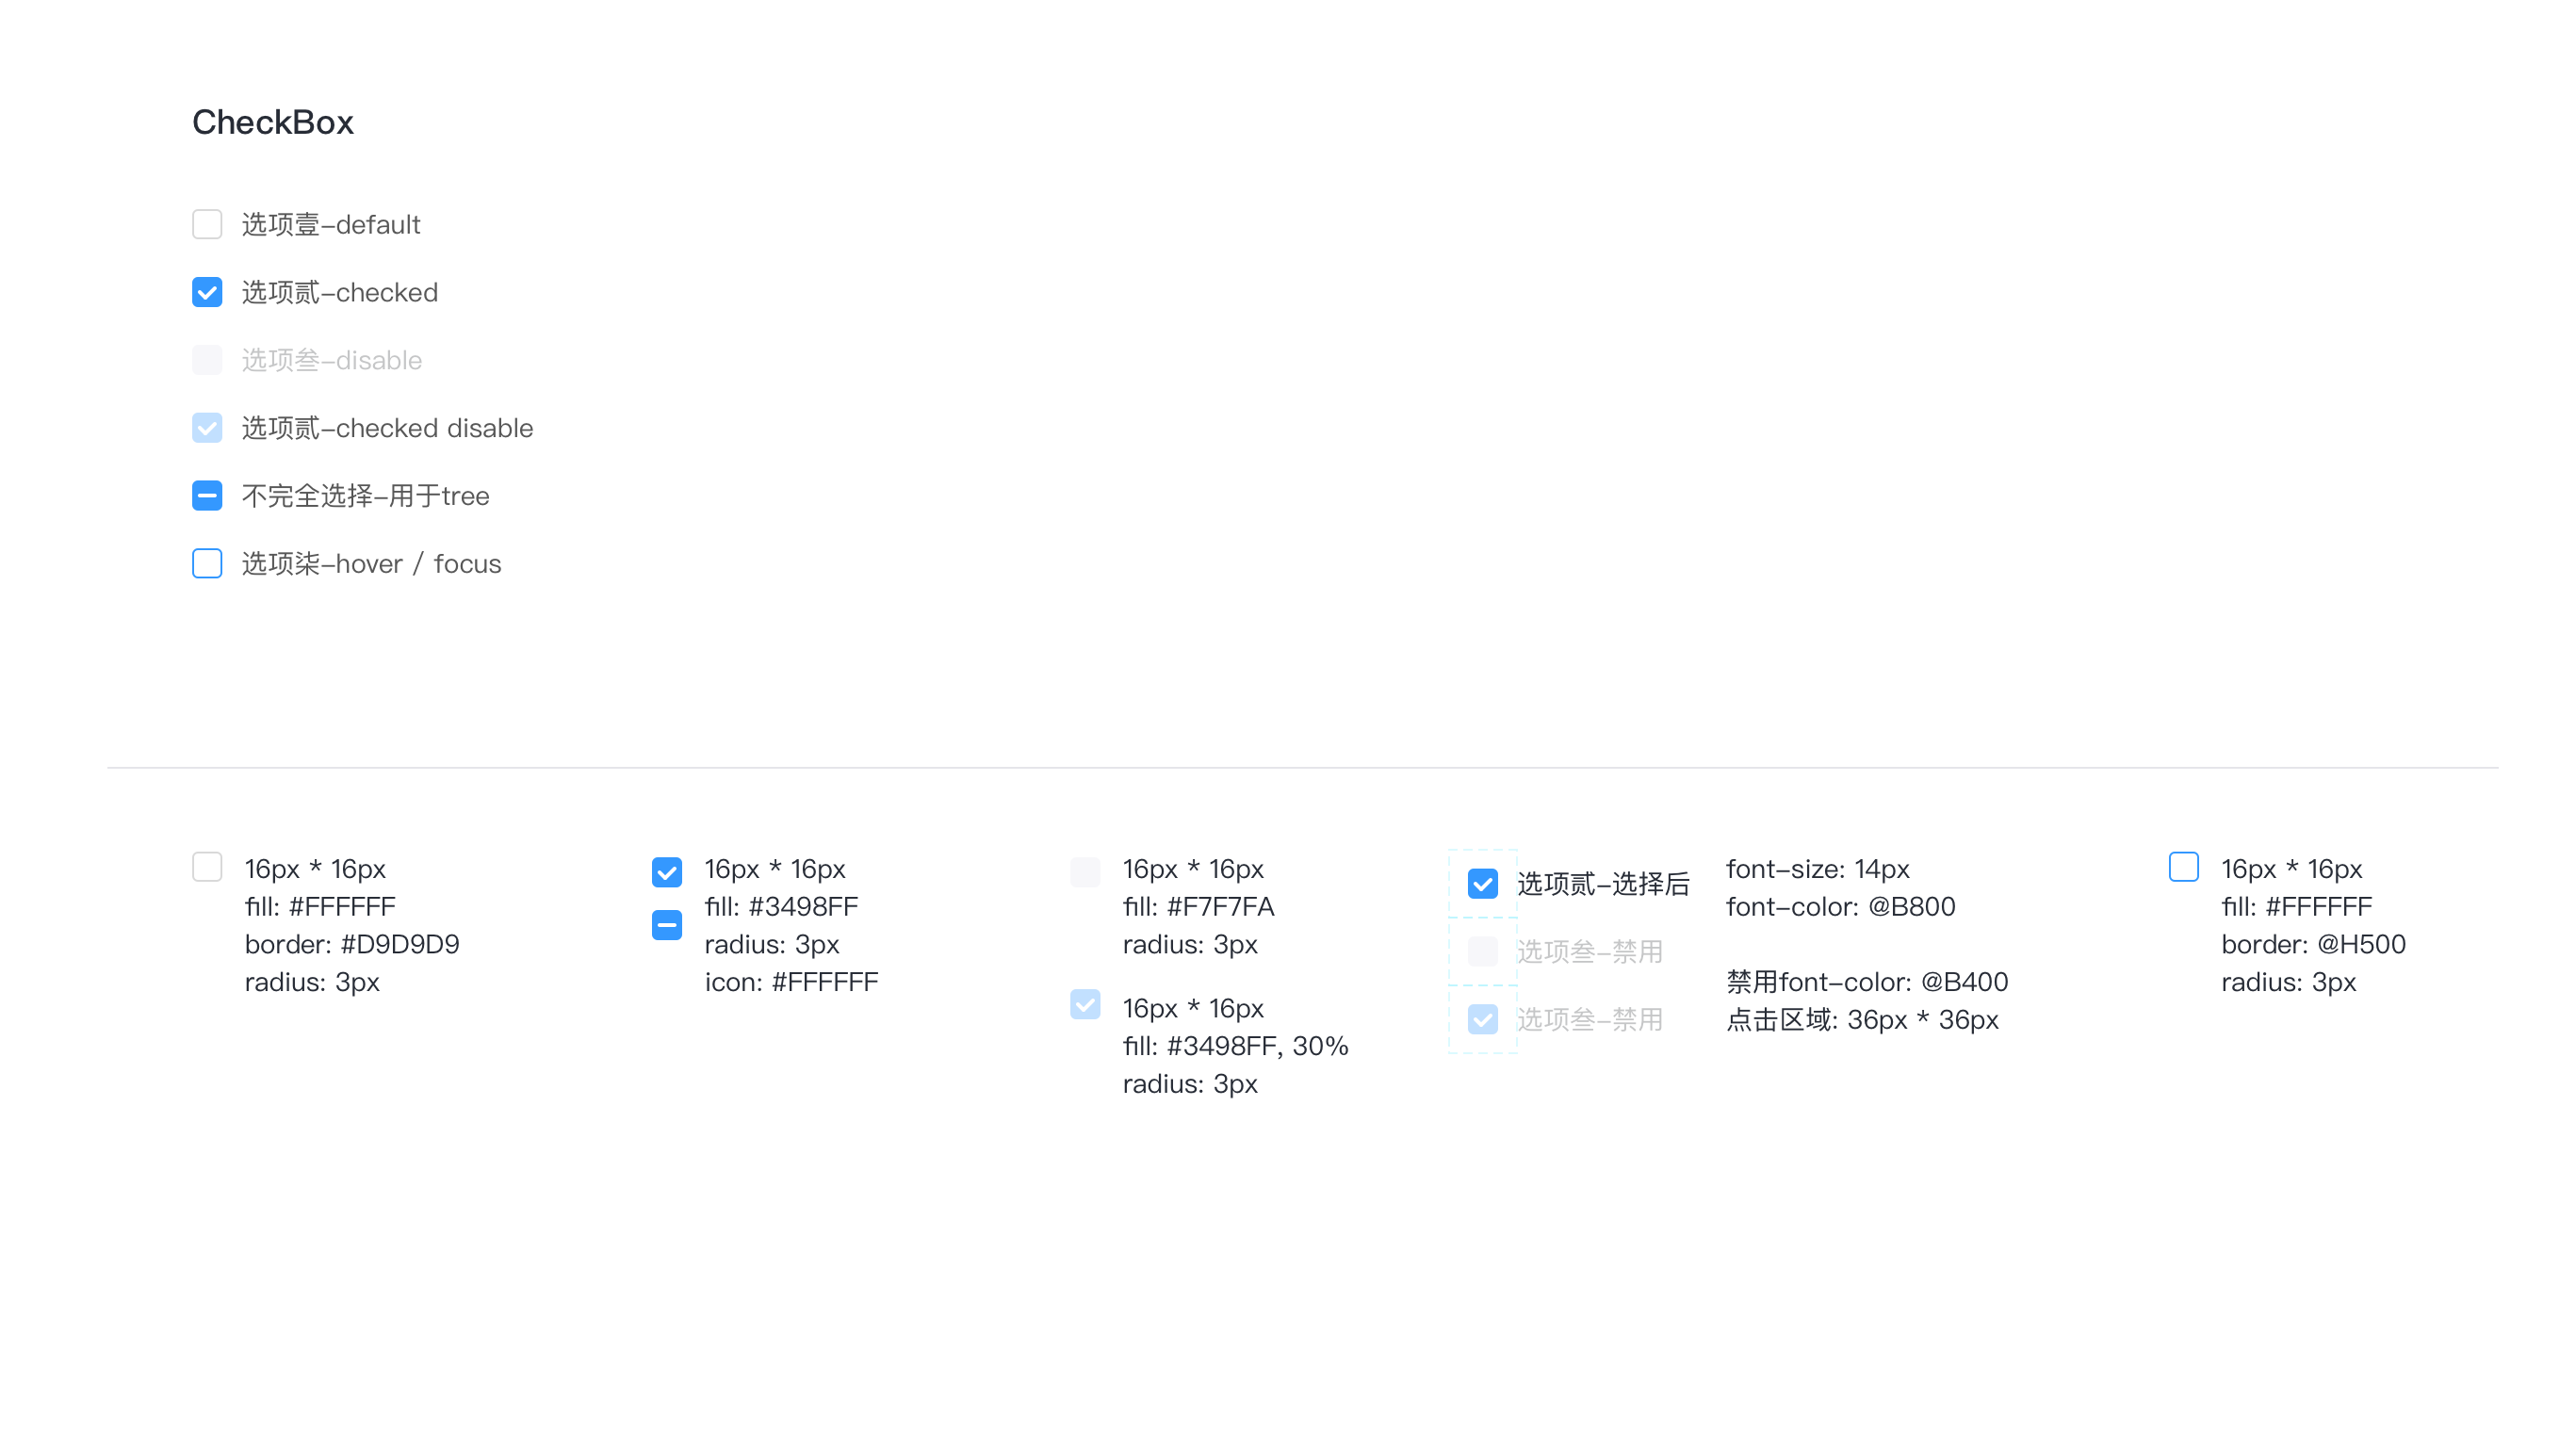 CheckBox
选项壹-default
选项贰-checked
选项叁-disable
选项贰-checked disable
不完全选择-用于tree
选项柒-hover / focus
16px * 16px
fill: #FFFFFF
border: #D9D9D9
radius: 3px
16px * 16px
fill: #3498FF
radius: 3px
icon: #FFFFFF
16px * 16px
fill: #F7F7FA
radius: 3px
16px * 16px
fill: #3498FF, 30%
radius: 3px
选项贰-选择后
选项叁-禁用
选项叁-禁用
font-size: 14px
font-color: @B800
禁用font-color: @B400
点击区域: 36px * 36px
16px * 16px
fill: #FFFFFF
border: @H500
radius: 3px